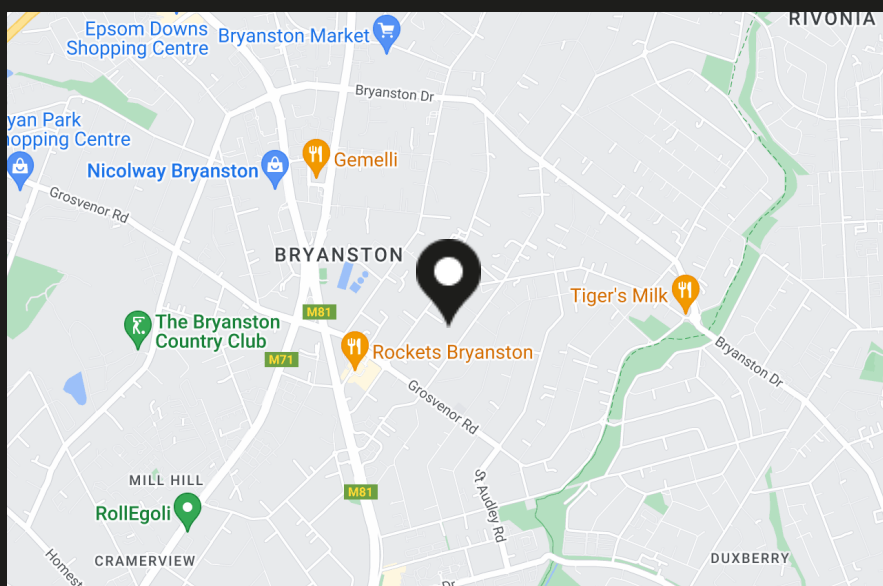 RIVONIA
Epsom Downs
Shopping Centre
Bryanston Market
Bryanston Dr
yan Park
hopping Centre
Gemelli
Nicolway Bryanston
Grosvenor Rd
BRYANSTON
Tiger's Milk
M81
The Bryanston
Country Club
Rockets Bryanston
M71
Bryanston Dr
Grosvenor Rd
MILL HILL
M81
St Audley Rd
RollEgoli
CRAMERVIEW
Homest
DUXBERRY
Dr